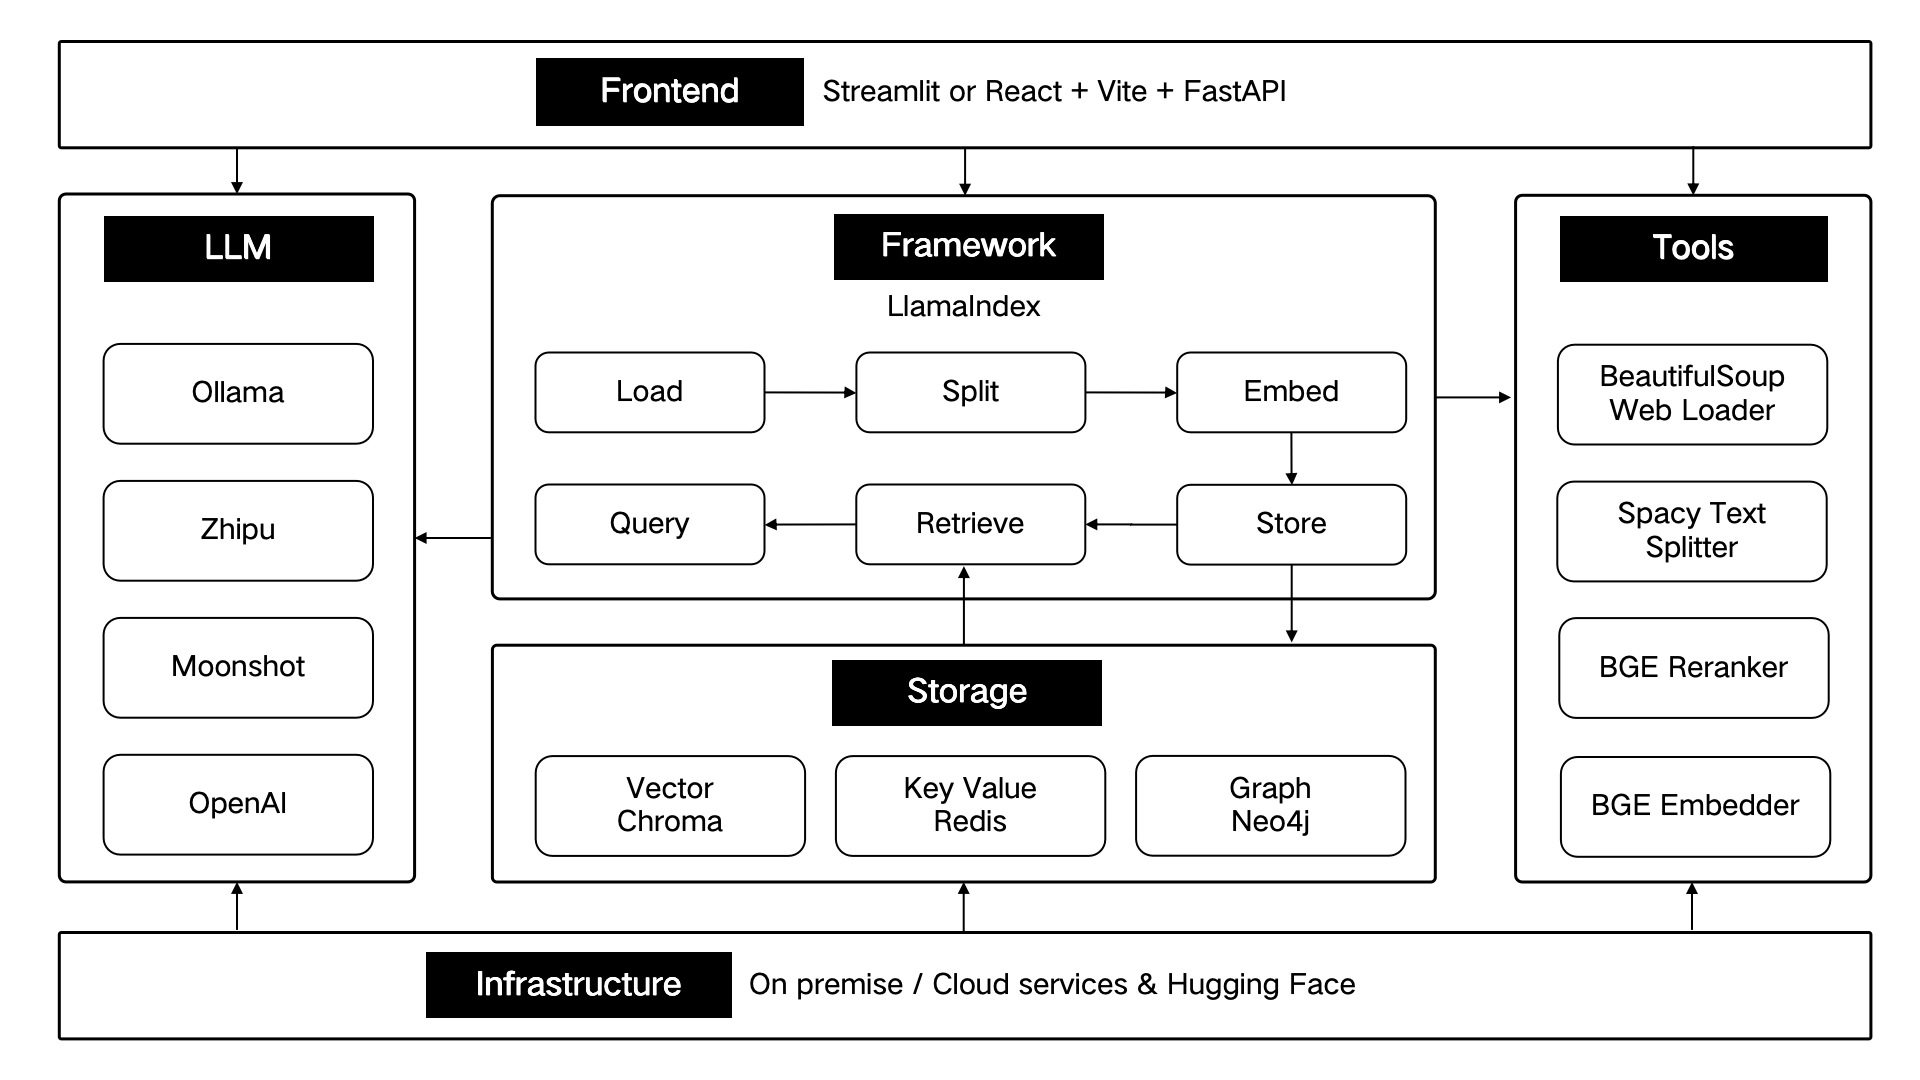 Frontend
Streamlit or React + Vite + FastAPI
LLM
Ollama
Zhipu
Moonshot
OpenAI
Framework
LlamaIndex
Load
Split
Embed
Query
Retrieve
Store
Storage
Vector
Chroma
Key Value
Redis
Graph
Neo4j
Tools
BeautifulSoup
Web Loader
Spacy Text
Splitter
BGE Reranker
BGE Embedder
Infrastructure
On premise / Cloud services & Hugging Face